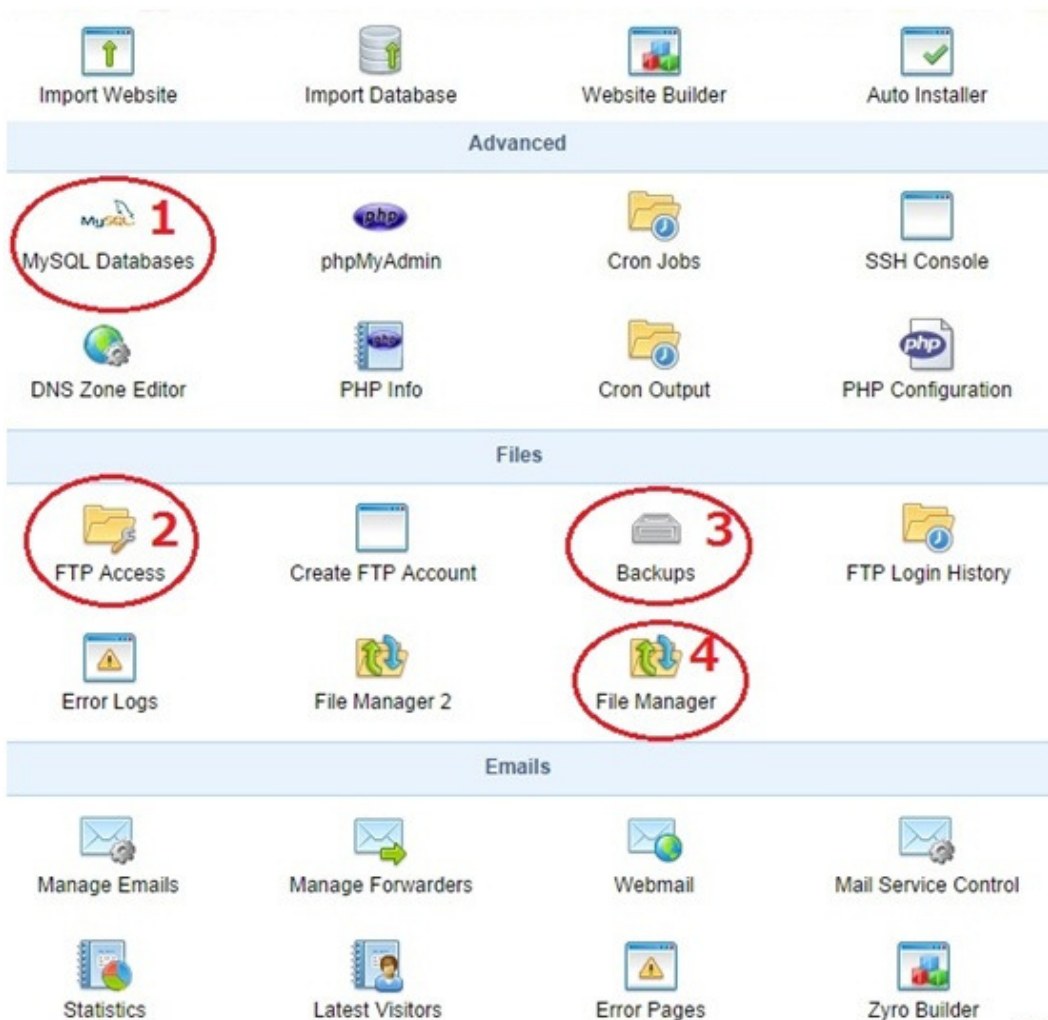 Import Website
Import Database
Website Builder
Auto Installer
Advanced
MySQL 1
php
MySQL Databases
phpMyAdmin
Cron Jobs
SSH Console
php
php
DNS Zone Editor
PHP Info
Cron Output
PHP Configuration
Files
2
3
FTP Access
Create FTP Account
Backups
FTP Login History
4
Error Logs
File Manager 2
File Manager
Emails
Manage Emails
Manage Forwarders
Webmail
Mail Service Control
Statistics
Latest Visitors
Error Pages
Zyro Builder